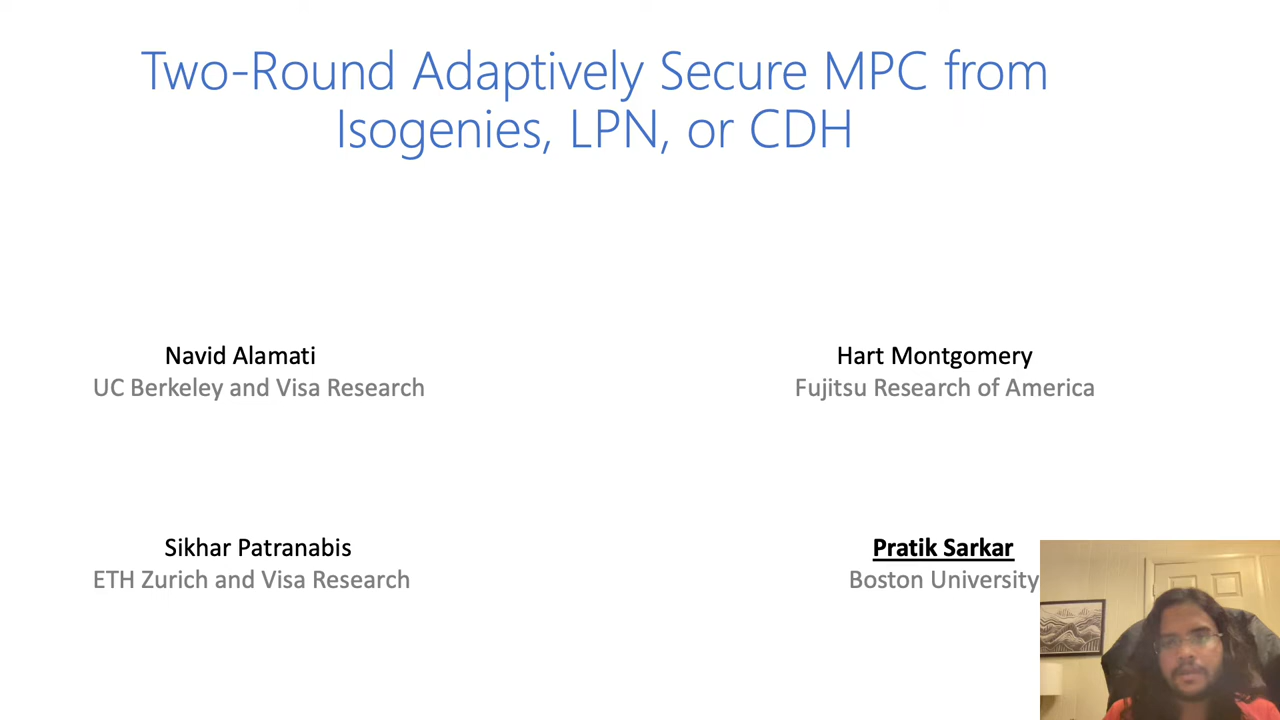 Two-Round Adaptively Secure MPC from
Isogenies, LPN, or CDH
Navid Alamati
UC Berkeley and Visa Research
Hart Montgomery
Fujitsu Research of America
Sikhar Patranabis
ETH Zurich and Visa Research
Pratik Sarkar
Boston University